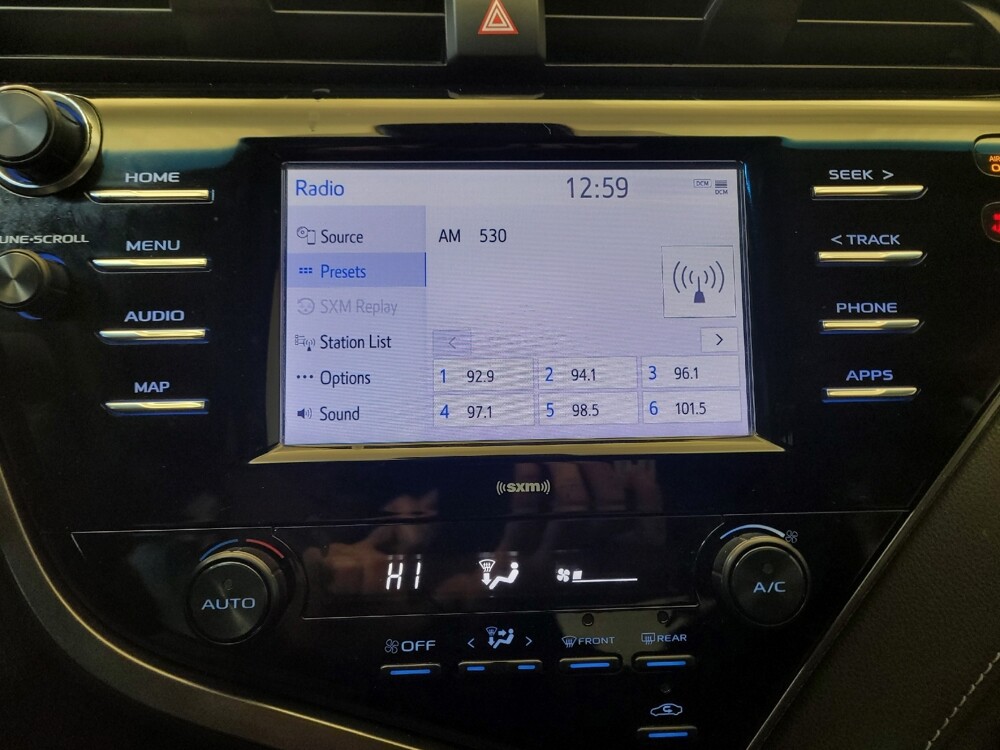 HOME
MENU
AUDIO
MAP
Radio 12:59 DCM DCM
Source
Presets
SXM Replay
Station List
Options
Sound
AM 530
< >
1 92.9 2 94.1 3 96.1
4 97.1 5 98.5 6 101.5
SEEK >
< TRACK
PHONE
APPS
((sxm))
AUTO
HI
A/C
OFF
< >
FRONT
REAR